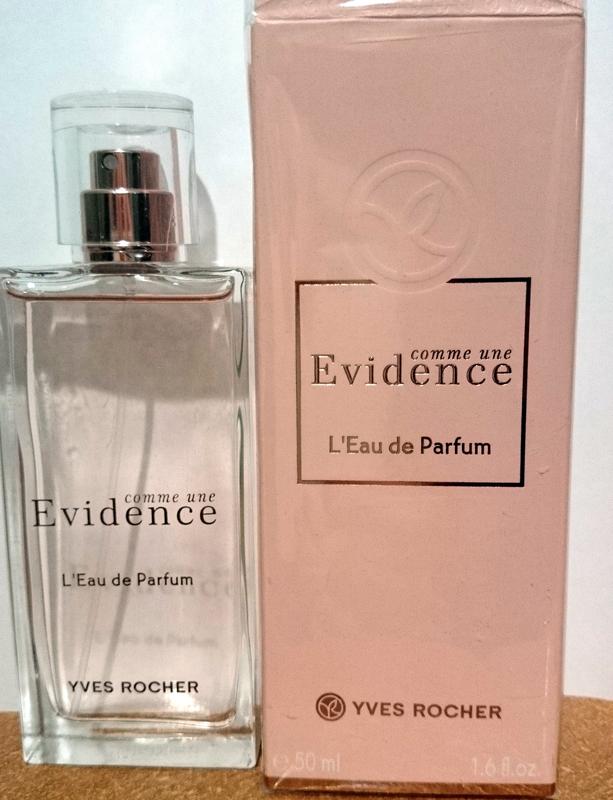 comme une
Evidence
L'Eau de Parfum
YVES ROCHER
comme une
Evidence
L'Eau de Parfum
YVES ROCHER
℮ 50 ml 1.6 fl.oz.